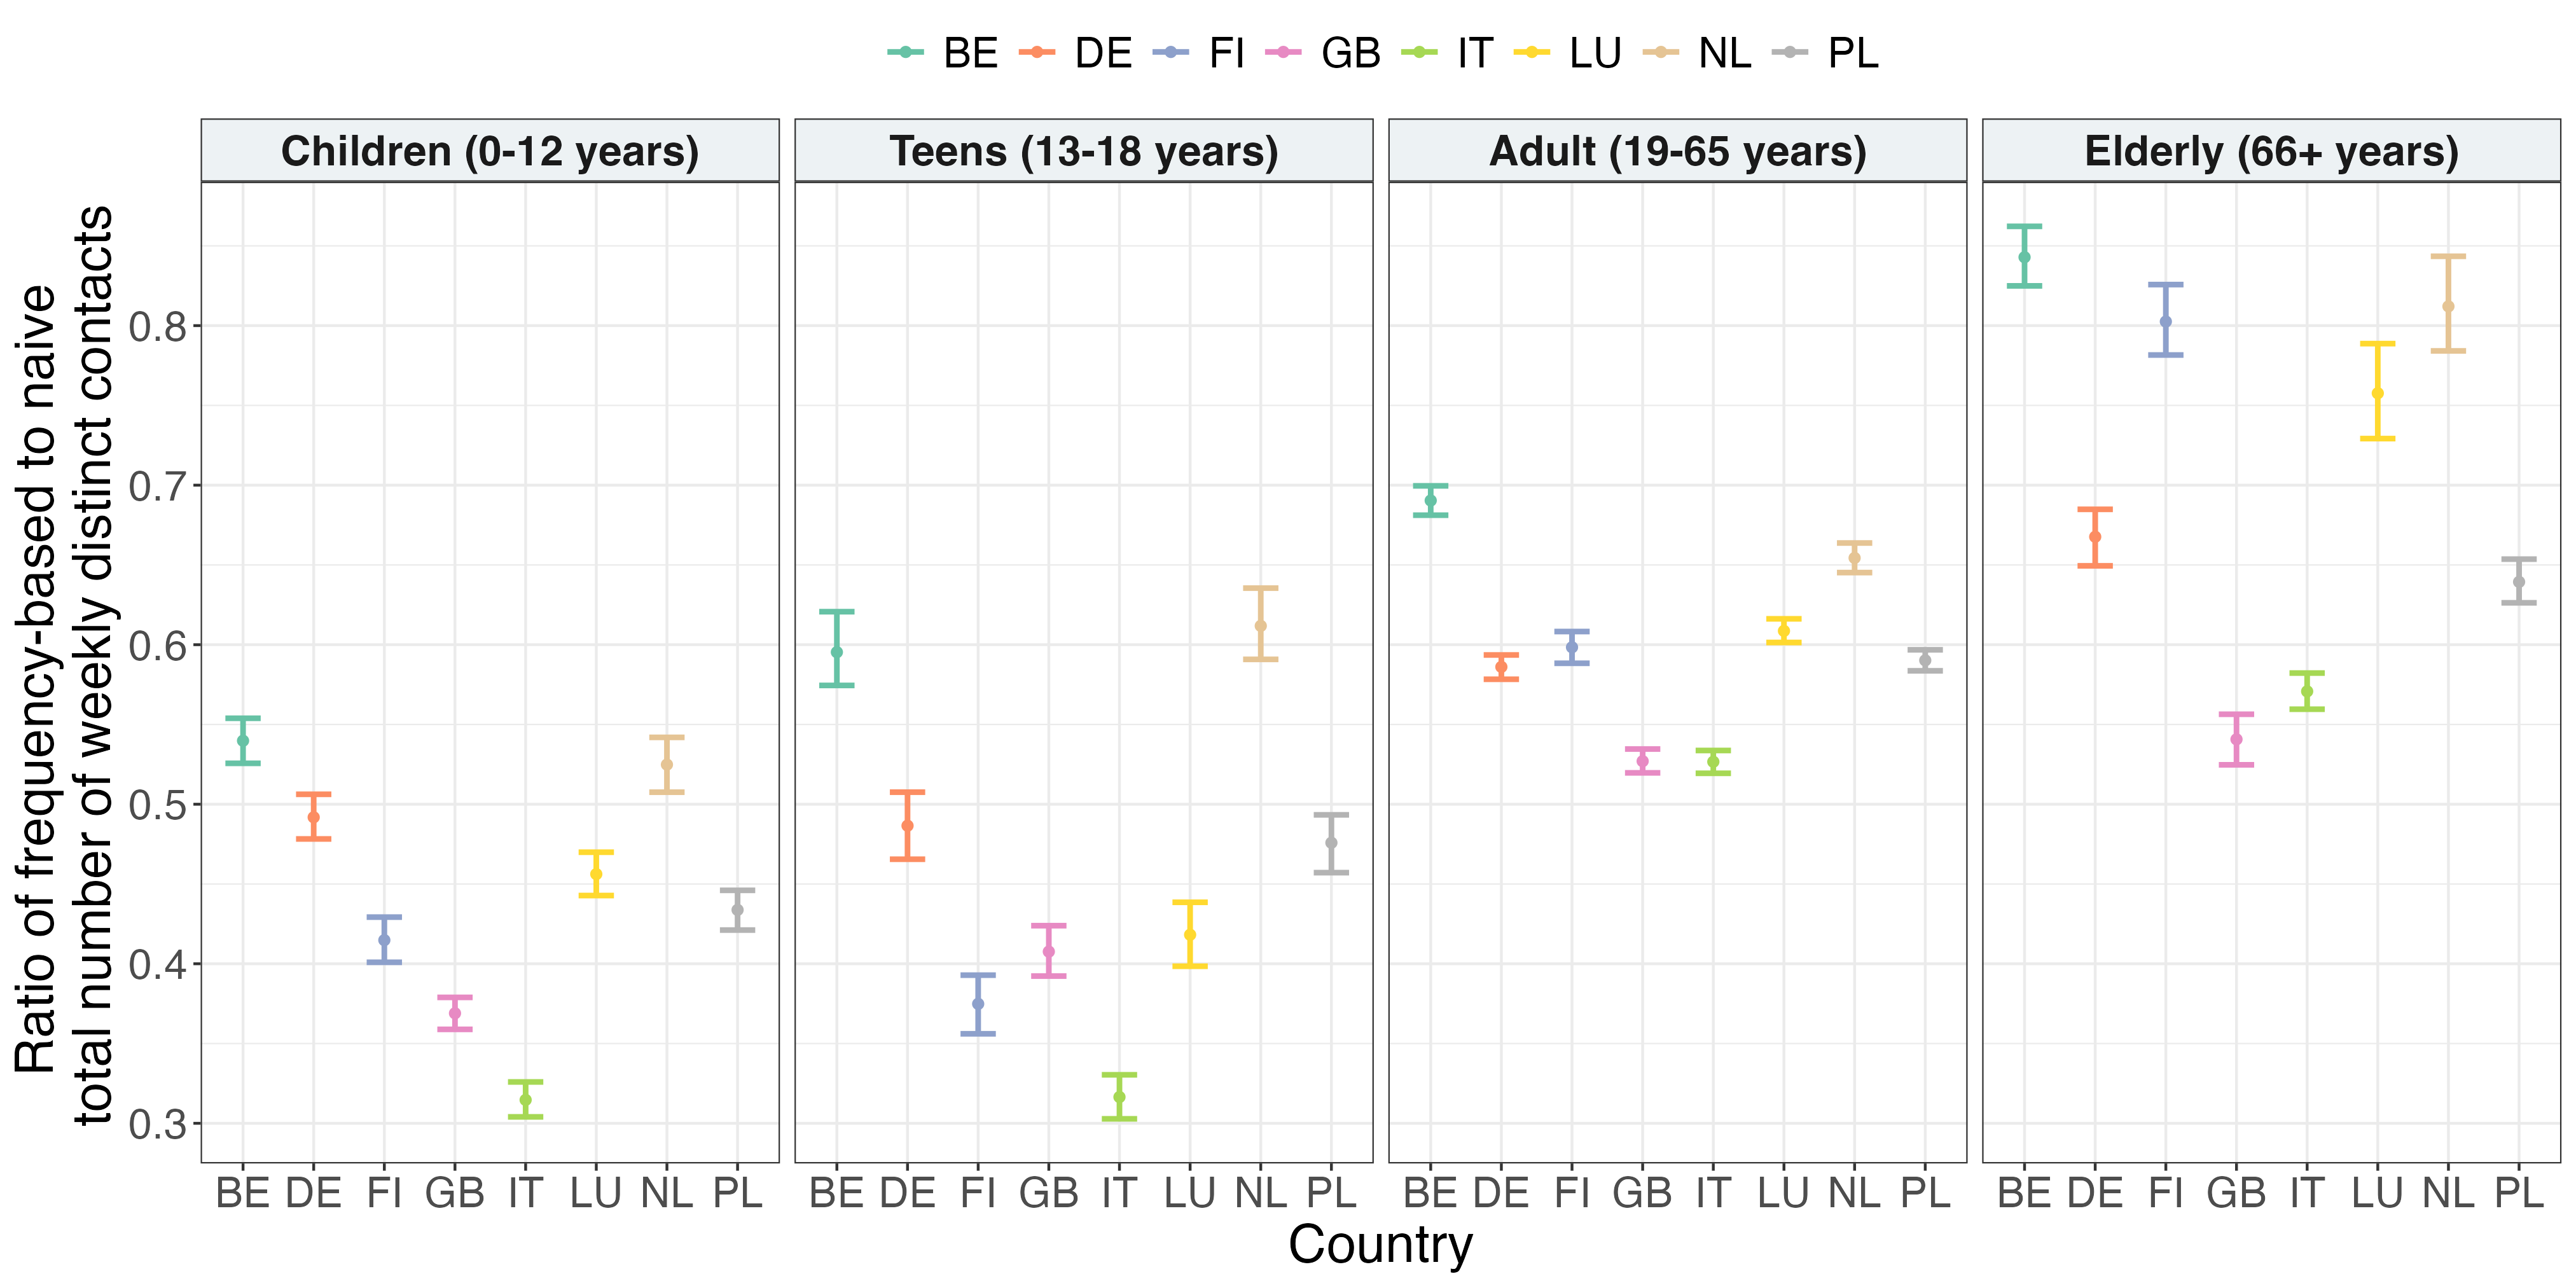 BE DE FI GB IT LU NL PL
Children (0-12 years) Teens (13-18 years) Adult (19-65 years) Elderly (66+ years)
Ratio of frequency-based to naive
total number of weekly distinct contacts
0.8
0.7
0.6
0.5
0.4
0.3
BE DE FI GB IT LU NL PL BE DE FI GB IT LU NL PL BE DE FI GB IT LU NL PL BE DE FI GB IT LU NL PL
Country